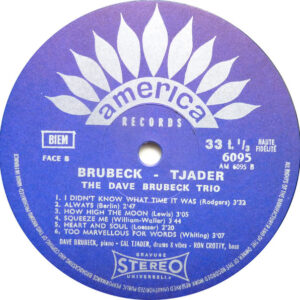 america
RECORDS
BIEM
FACE B
33 L 1/3
HAUTE
FIDÉLITÉ
6095
AM 6095 B
BRUBECK - TJADER
THE DAVE BRUBECK TRIO
1. I DIDN'T KNOW WHAT TIME IT WAS (Rodgers) 3'32
2. ALWAYS (Berlin) 2'47
3. HOW HIGH THE MOON (Lewis) 3'05
4. SQUEEZE ME (William-Waller) 3'44
5. HEART AND SOUL (Loesser) 2'20
6. TOO MARVELLOUS FOR WORDS (Whiting) 3'20
DAVE BRUBECK, piano - CAL TJADER, drums & vibes - RON CROTTY, bass
GRAVURE
STEREO
UNIVERSELLE